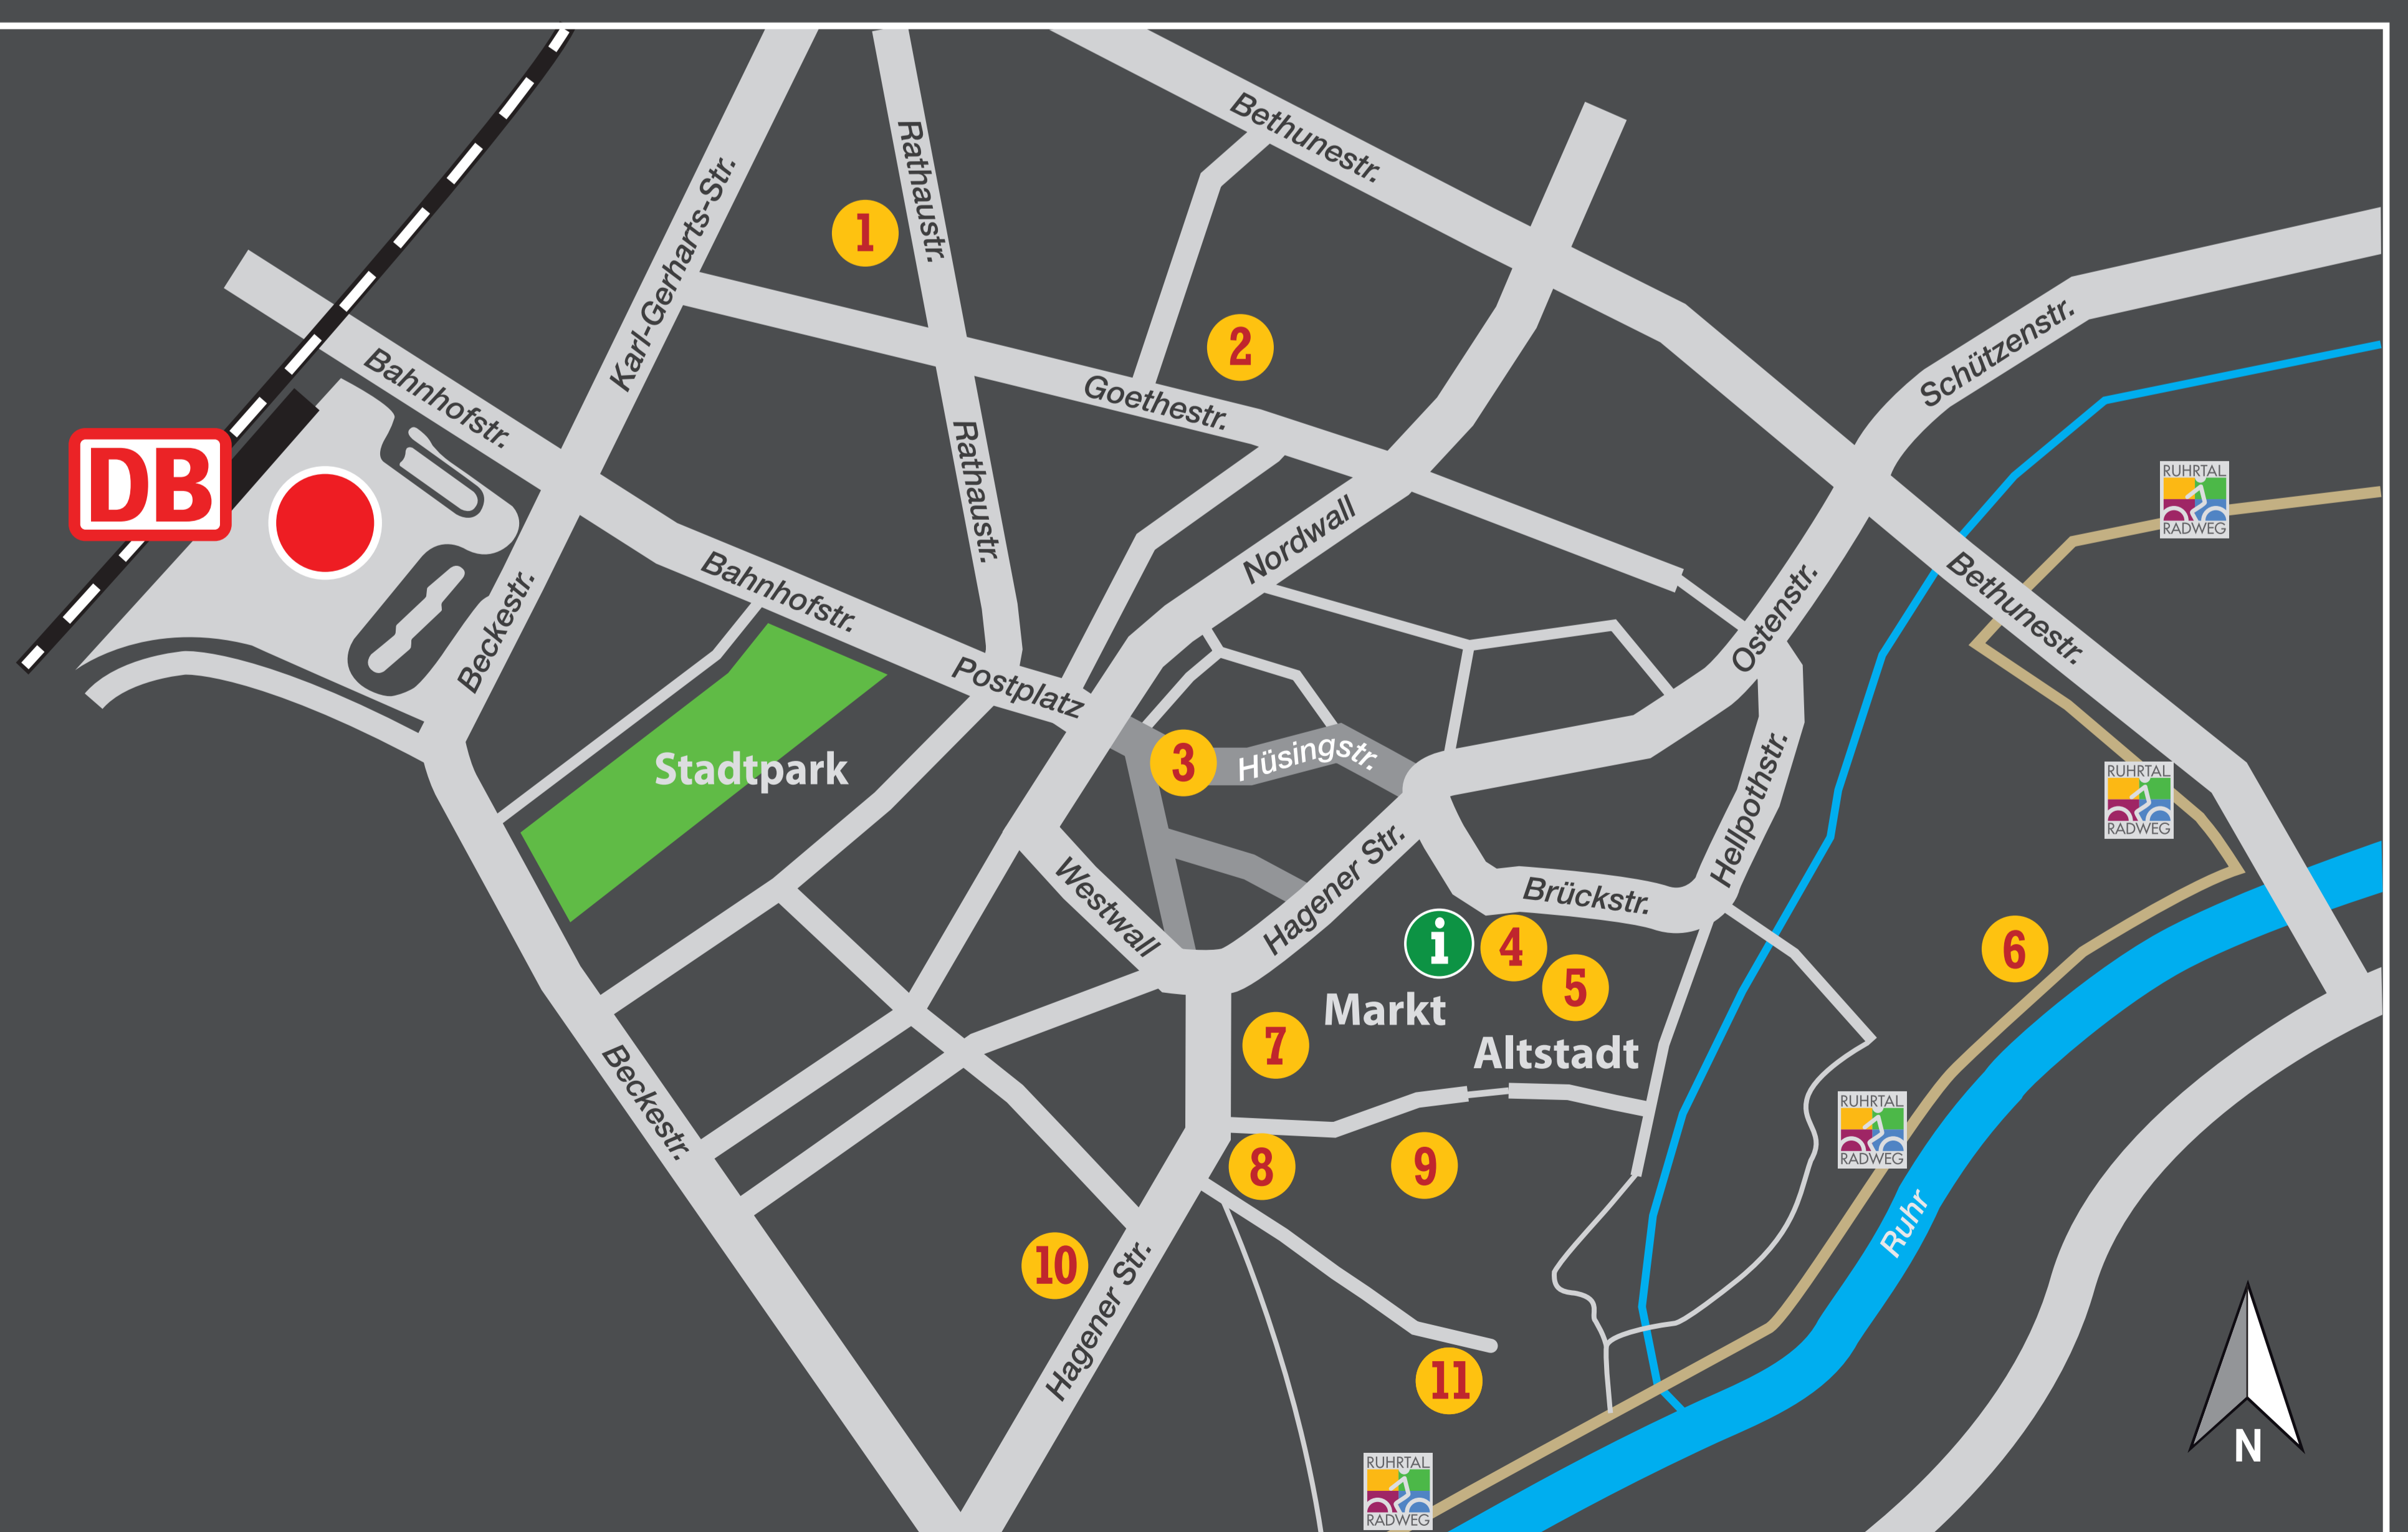 Bethunestr.
Rathaustr.
Karl-Gerharts-Str.
1
Schützenstr.
2
Bahnhofstr.
Goethestr.
Rathaustr.
DB
RUHRTAL
RADWEG
Nordwall
Bahnhofstr.
Beckestr.
Ostenstr.
Bethunestr.
Postplatz
Stadtpark
3
Hüsingstr.
Hellpothstr.
RUHRTAL
RADWEG
Westwall
Hagener Str.
Brückstr.
i
4
5
6
Markt
7
Altstadt
Beckestr.
RUHRTAL
RADWEG
8
9
Ruhr
10
Hagener Str.
11
N
RUHRTAL
RADWEG